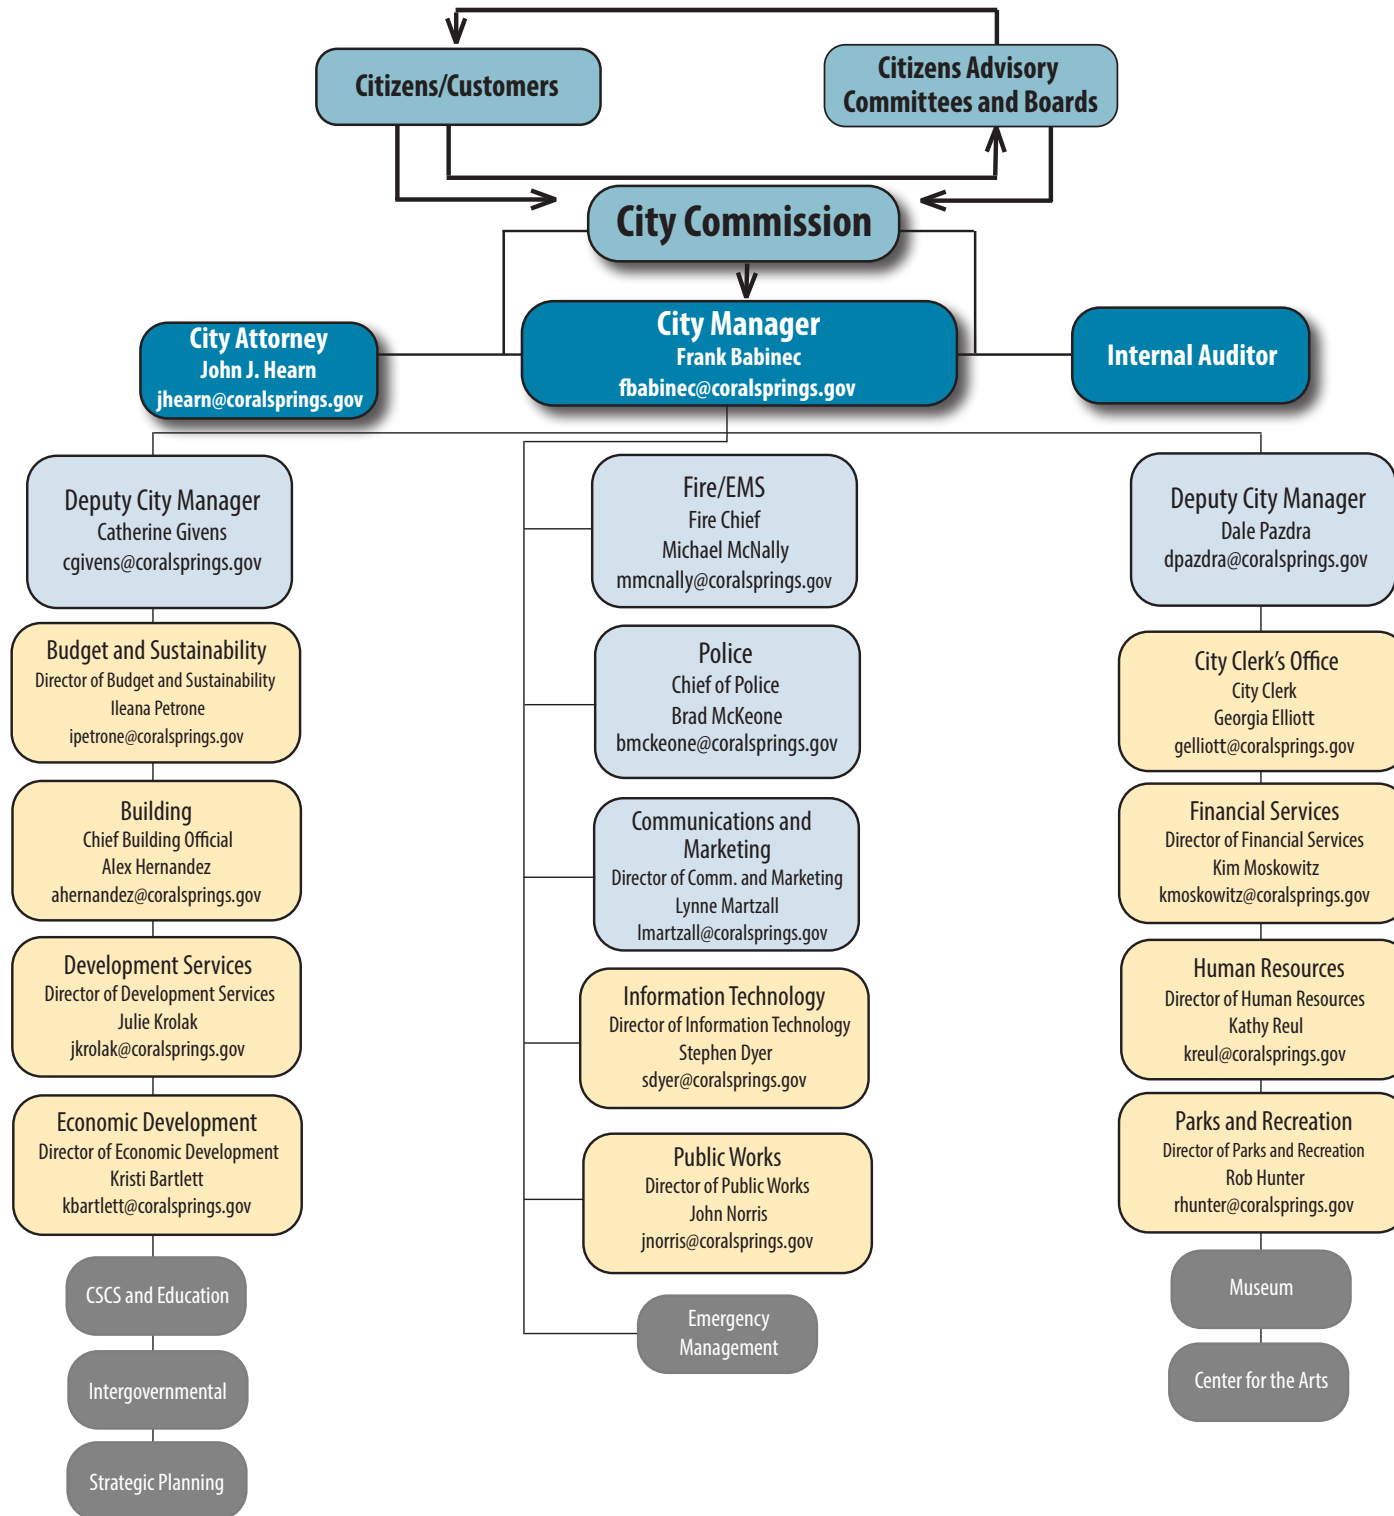 Citizens/Customers
Citizens Advisory
Committees and Boards
City Commission
City Attorney
John J. Hearn
jhearn@coralsprings.gov
City Manager
Frank Babinec
fbabinec@coralsprings.gov
Internal Auditor
Deputy City Manager
Catherine Givens
cgivens@coralsprings.gov
Budget and Sustainability
Director of Budget and Sustainability
Ileana Petrone
ipetrone@coralsprings.gov
Building
Chief Building Official
Alex Hernandez
ahernandez@coralsprings.gov
Development Services
Director of Development Services
Julie Krolak
jkrolak@coralsprings.gov
Economic Development
Director of Economic Development
Kristi Bartlett
kbartlett@coralsprings.gov
CSCS and Education
Intergovernmental
Strategic Planning
Fire/EMS
Fire Chief
Michael McNally
mmcnally@coralsprings.gov
Police
Chief of Police
Brad McKeone
bmckeone@coralsprings.gov
Communications and
Marketing
Director of Comm. and Marketing
Lynne Martzall
lmartzall@coralsprings.gov
Information Technology
Director of Information Technology
Stephen Dyer
sdyer@coralsprings.gov
Public Works
Director of Public Works
John Norris
jnorris@coralsprings.gov
Emergency
Management
Deputy City Manager
Dale Pazdra
dpazdra@coralsprings.gov
City Clerk’s Office
City Clerk
Georgia Elliott
gelliott@coralsprings.gov
Financial Services
Director of Financial Services
Kim Moskowitz
kmoskowitz@coralsprings.gov
Human Resources
Director of Human Resources
Kathy Reul
kreul@coralsprings.gov
Parks and Recreation
Director of Parks and Recreation
Rob Hunter
rhunter@coralsprings.gov
Museum
Center for the Arts